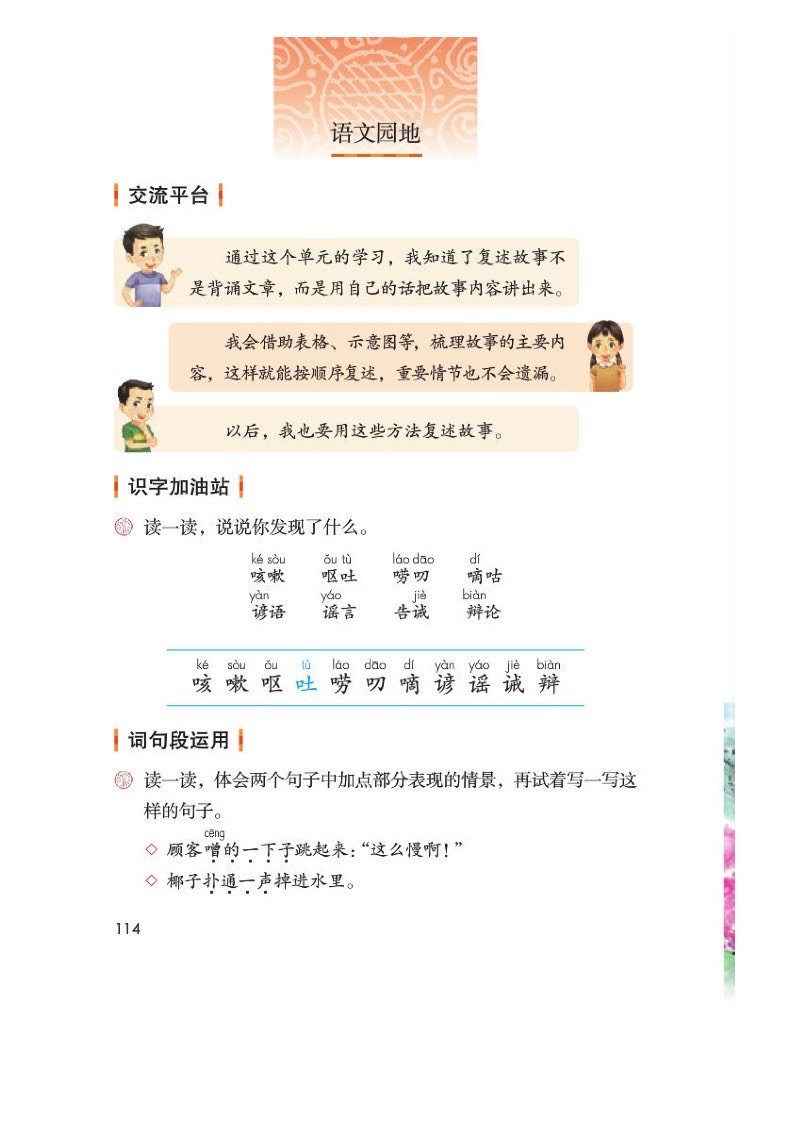 语文园地
交流平台
通过这个单元的学习，我知道了复述故事不
是背诵文章，而是用自己的话把故事内容讲出来。
我会借助表格、示意图等，梳理故事的主要内
容，这样就能按顺序复述，重要情节也不会遗漏。
以后，我也要用这些方法复述故事。
识字加油站
读一读，说说你发现了什么。
ké sòu ǒu tù láo dāo dí
咳嗽 呕吐 唠叨 嘀咕
yàn yáo jiè biàn
谚语 谣言 告诫 辩论
ké sòu ǒu tù láo dāo dí yàn yáo jiè biàn
咳 嗽 呕 吐 唠 叨 嘀 谚 谣 诫 辩
词句段运用
读一读，体会两个句子中加点部分表现的情景，再试着写一写这
样的句子。
cēng
◇ 顾客噌的一下子跳起来：“这么慢啊！”
◇ 椰子扑通一声掉进水里。
114